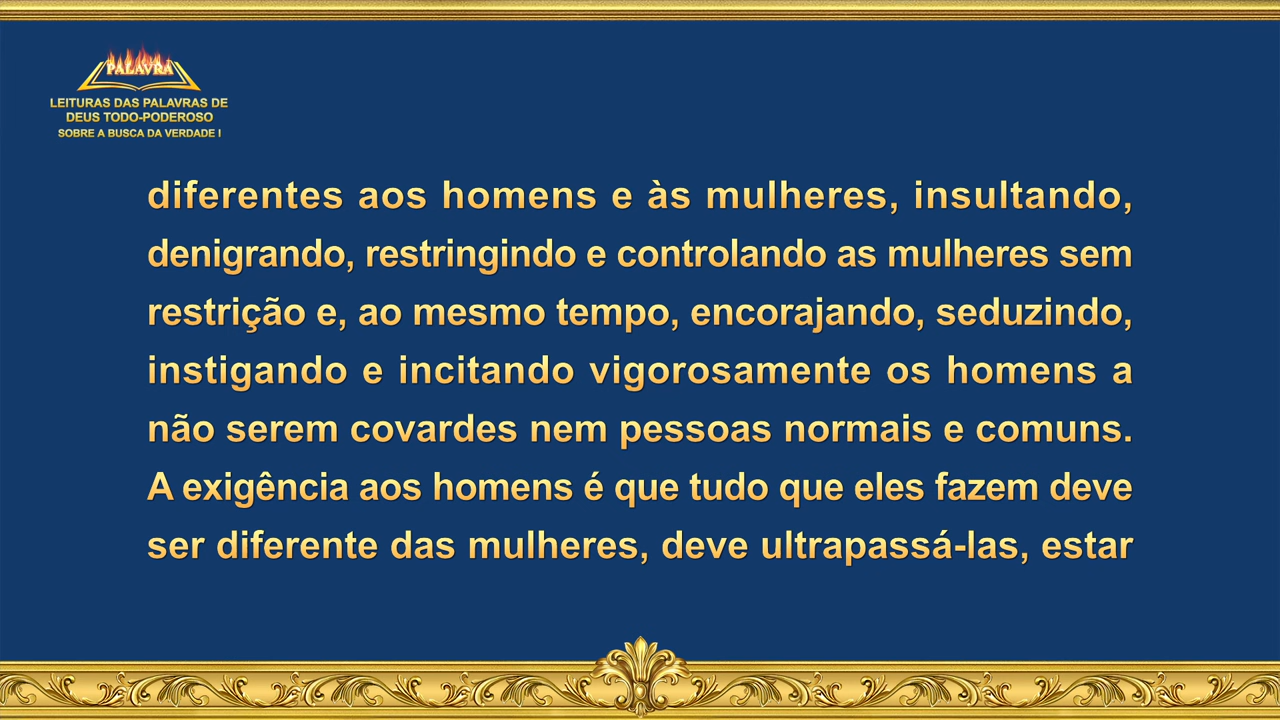 PALAVRA
LEITURAS DAS PALAVRAS DE
DEUS TODO-PODEROSO
SOBRE A BUSCA DA VERDADE I
diferentes aos homens e às mulheres, insultando,
denigrando, restringindo e controlando as mulheres sem
restrição e, ao mesmo tempo, encorajando, seduzindo,
instigando e incitando vigorosamente os homens a
não serem covardes nem pessoas normais e comuns.
A exigência aos homens é que tudo que eles fazem deve
ser diferente das mulheres, deve ultrapassá-las, estar